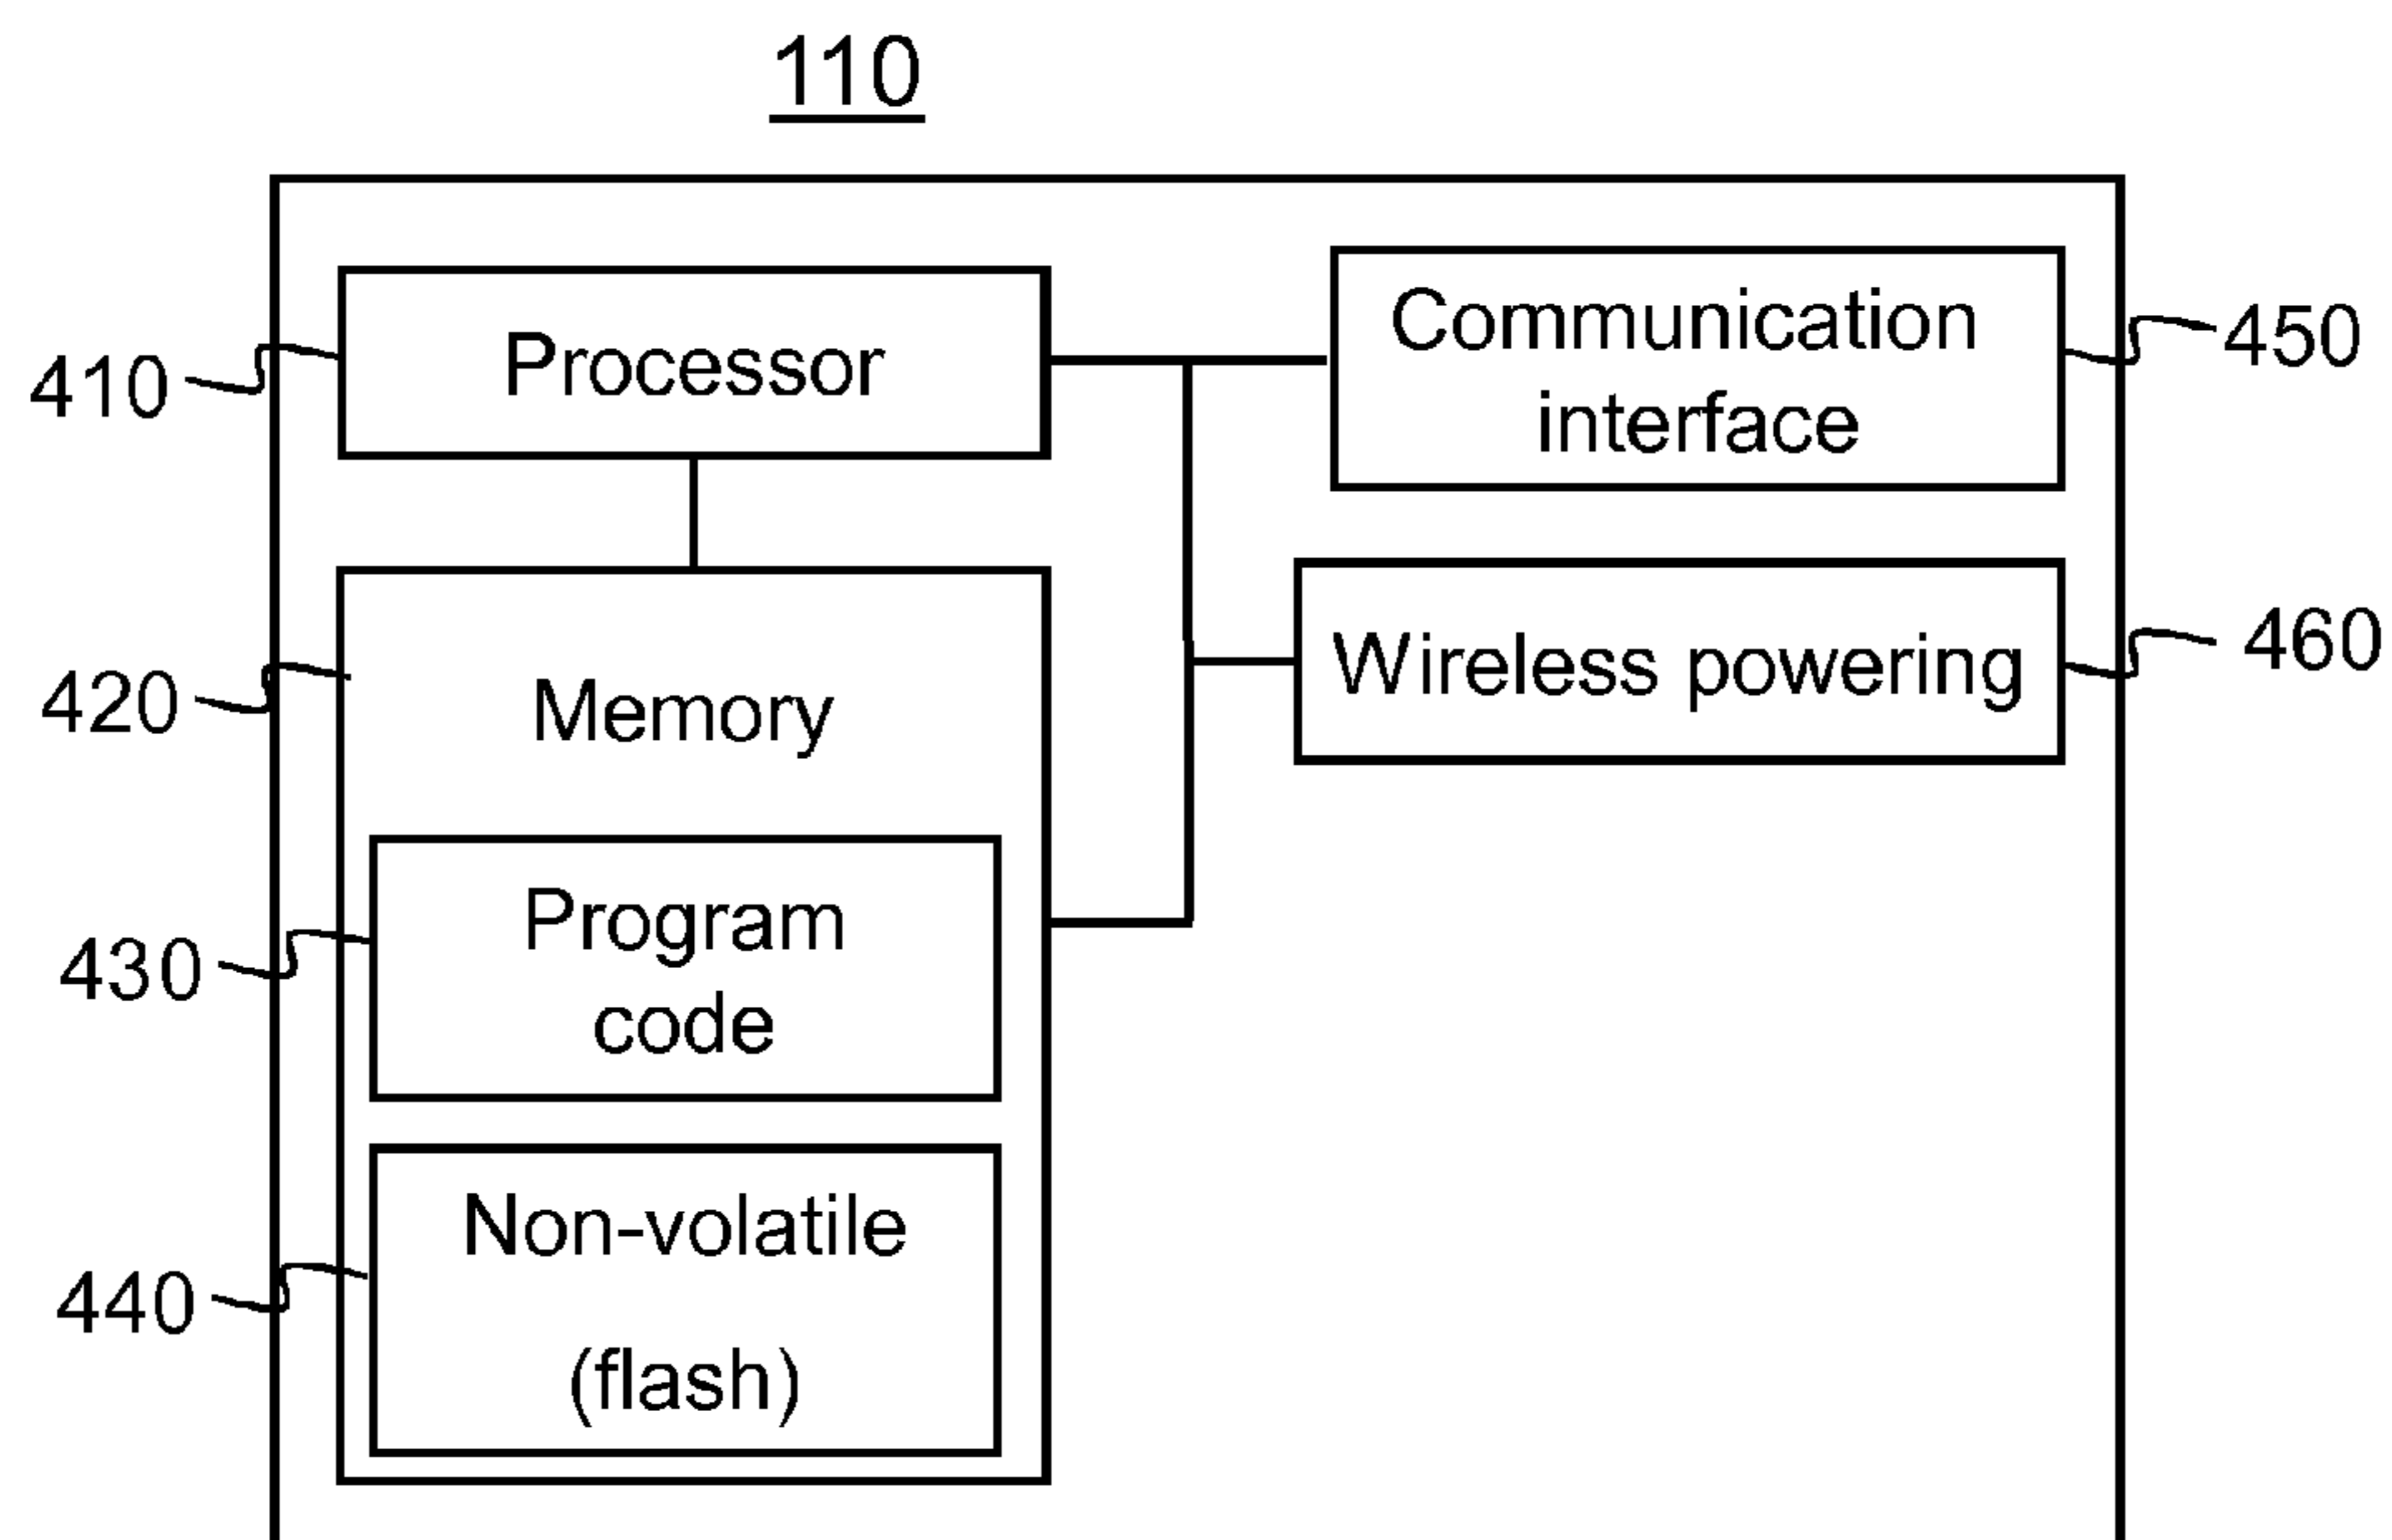 110
Processor
Communication
interface
410
450
Wireless powering
460
Memory
420
Program
code
430
Non-volatile
(flash)
440